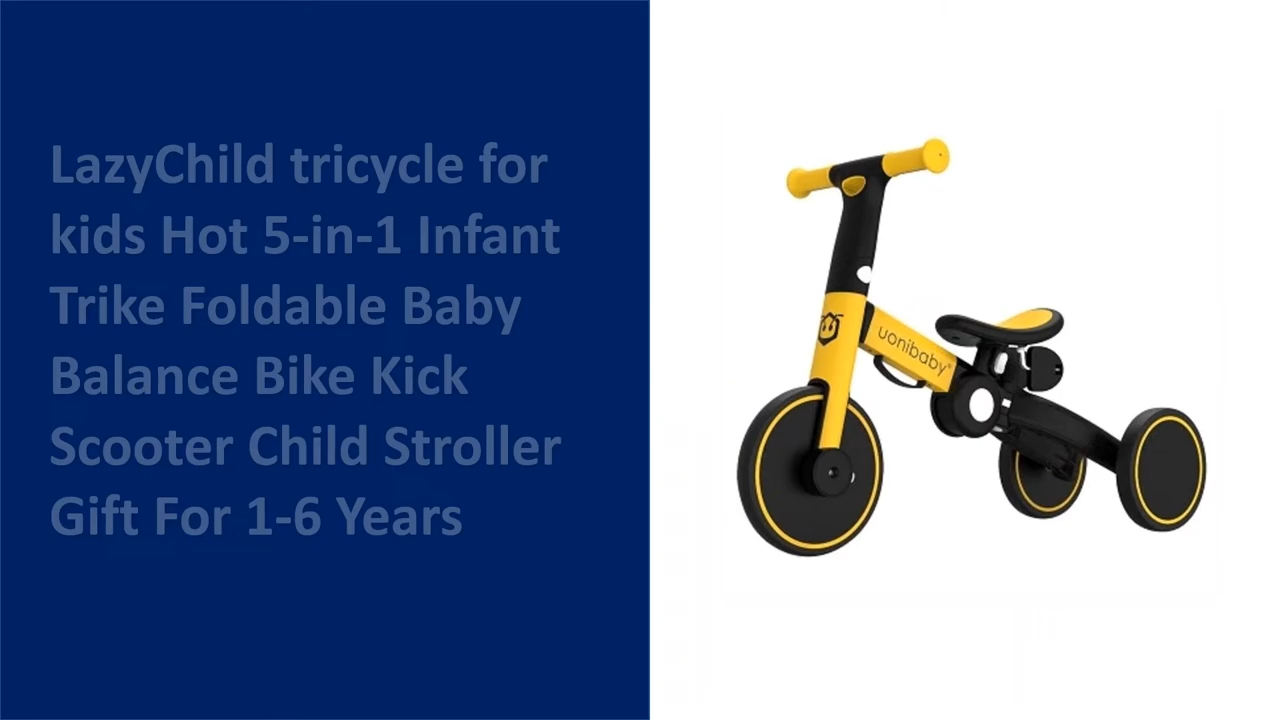 LazyChild tricycle for
kids Hot 5-in-1 Infant
Trike Foldable Baby
Balance Bike Kick
Scooter Child Stroller
Gift For 1-6 Years
uonibaby®